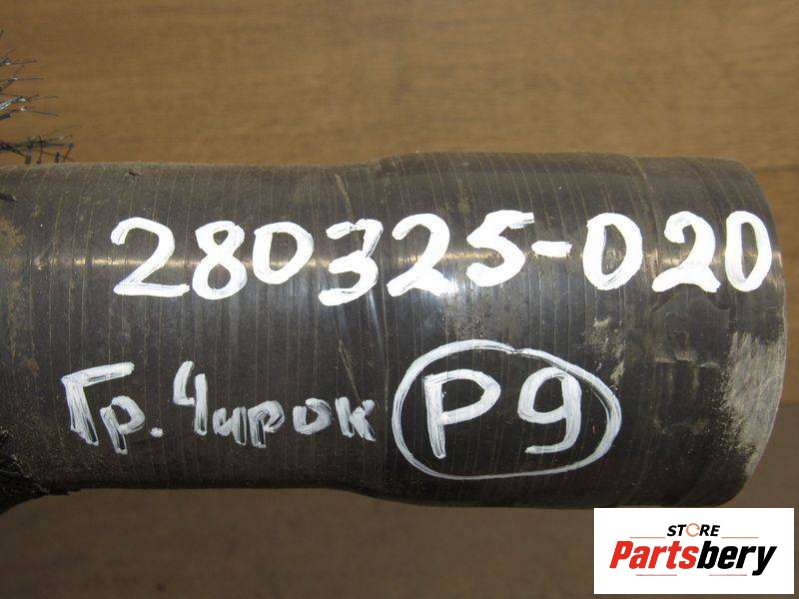 280325-020
Гр. Чирок P9
STORE
Partsbery